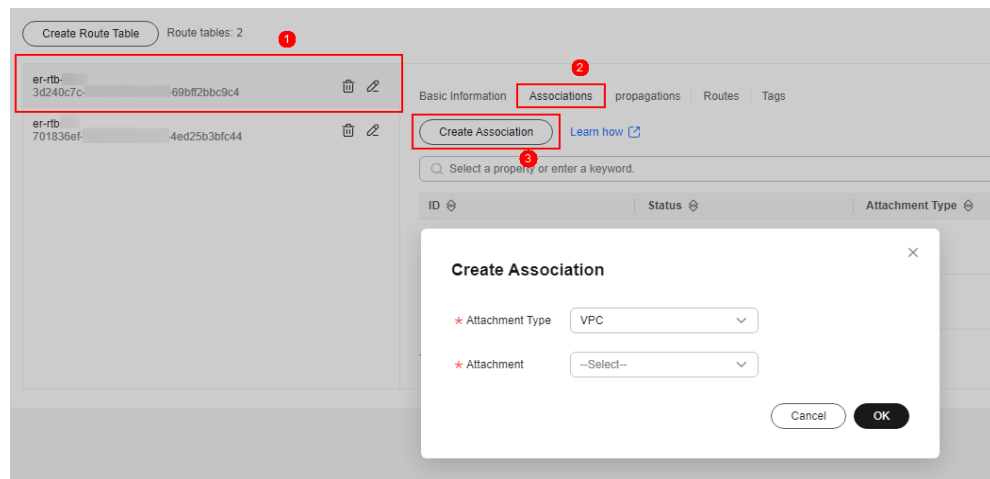 Create Route Table Route tables: 2
1
er-rtb-
3d240c7c- -69bff2bbc9c4
er-rtb
701836ef- -4ed25b3bfc44
2
Basic Information Associations propagations Routes Tags
Create Association Learn how
3
Select a property or enter a keyword.
ID Status Attachment Type
Create Association
* Attachment Type VPC
* Attachment --Select--
Cancel OK